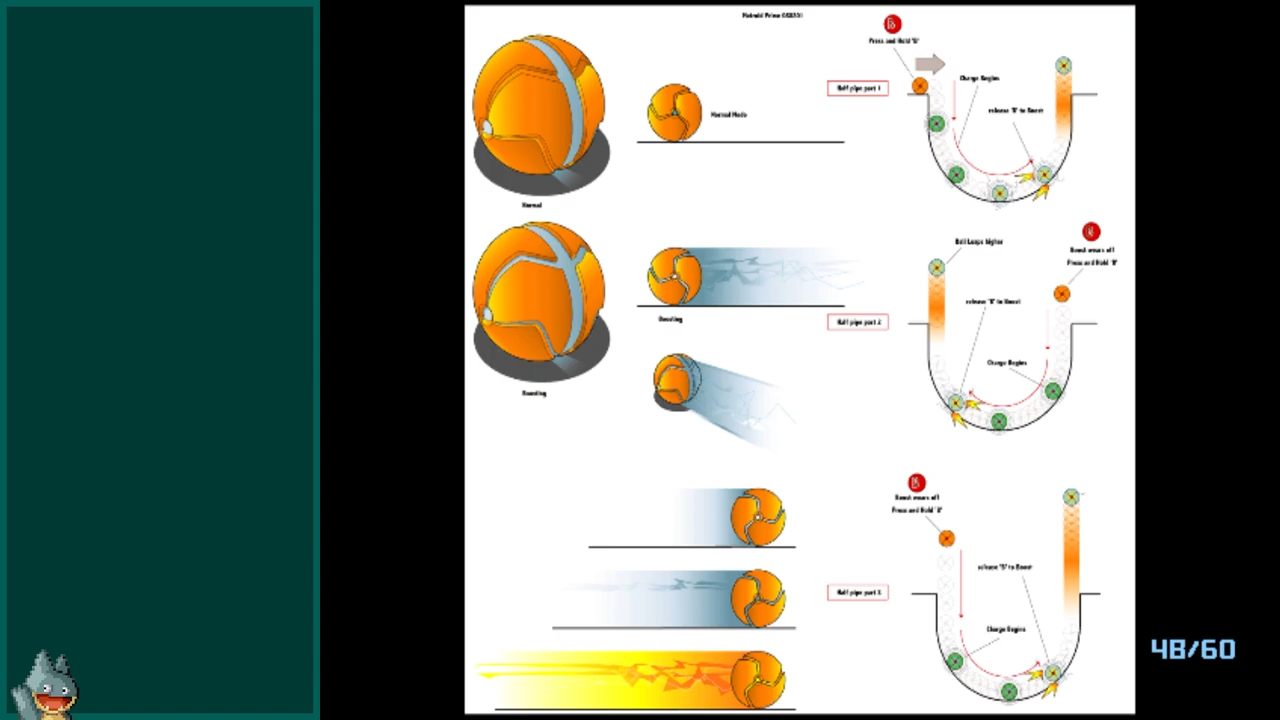 Metroid Prime 050201
B
Press and Hold 'B'
Charge Begins
Half pipe part 1
release 'B' to Boost
Normal Mode
Normal
B
Ball Leaps higher
Boost wears off
Press and Hold 'B'
release 'B' to Boost
Boosting
Half pipe part 2
Charge Begins
Boosting
B
Boost wears off
Press and Hold 'B'
release 'B' to Boost
Half pipe part 3
Charge Begins
48/60